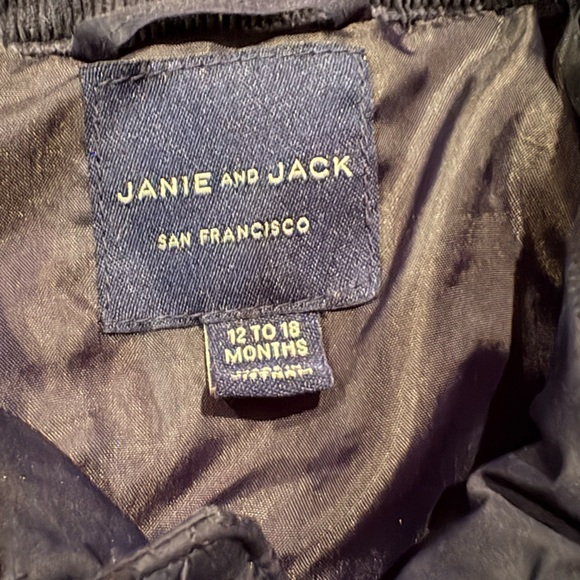 JANIE AND JACK
SAN FRANCISCO
12 TO 18
MONTHS